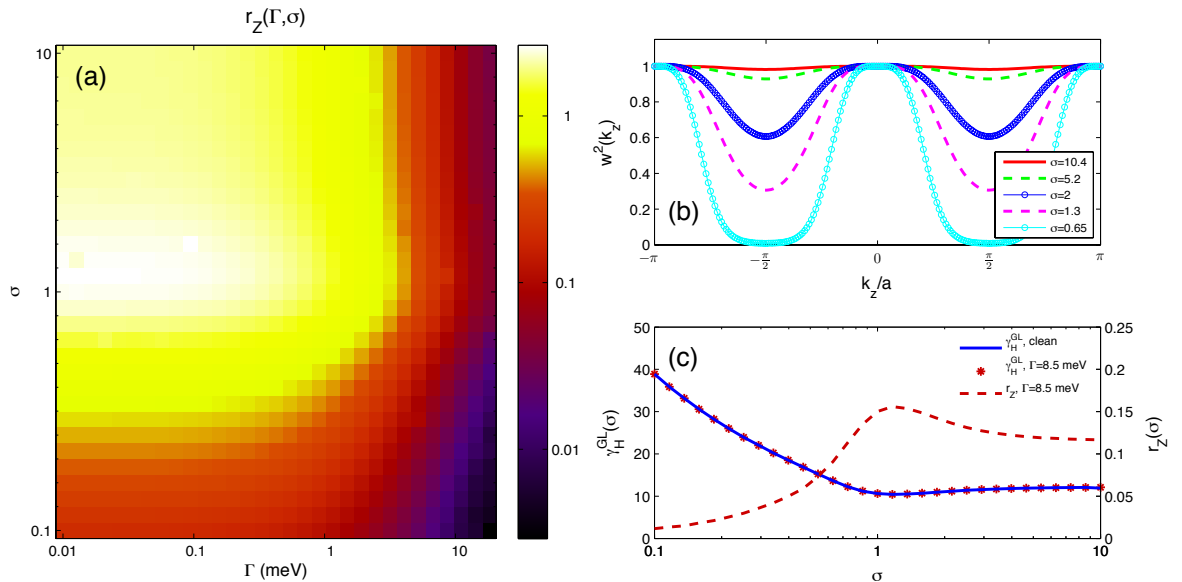 r_Z(Γ,σ)
(a)
10
1
0.1
σ
0.01
0.1
1
10
Γ (meV)
1
0.1
0.01
w²(k_z)
1
0.8
0.6
0.4
0.2
0
(b)
σ=10.4
σ=5.2
σ=2
σ=1.3
σ=0.65
−π
−π/2
0
π/2
π
k_z/a
(c)
γ_H^GL(σ)
50
40
30
20
10
0
γ_H^GL, clean
γ_H^GL, Γ=8.5 meV
r_Z, Γ=8.5 meV
0.25
0.2
0.15
0.1
0.05
0
r_Z(σ)
0.1
1
10
σ